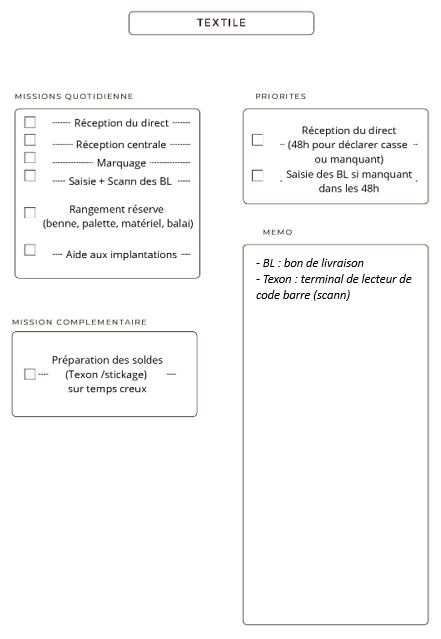 TEXTILE
MISSIONS QUOTIDIENNE
Réception du direct
Réception centrale
Marquage
Saisie + Scann des BL
Rangement réserve
(benne, palette, matériel, balai)
Aide aux implantations
MISSION COMPLEMENTAIRE
Préparation des soldes
(Texon /stickage)
sur temps creux
PRIORITES
Réception du direct
(48h pour déclarer casse
ou manquant)
Saisie des BL si manquant
dans les 48h
MEMO
- BL : bon de livraison
- Texon : terminal de lecteur de
code barre (scann)